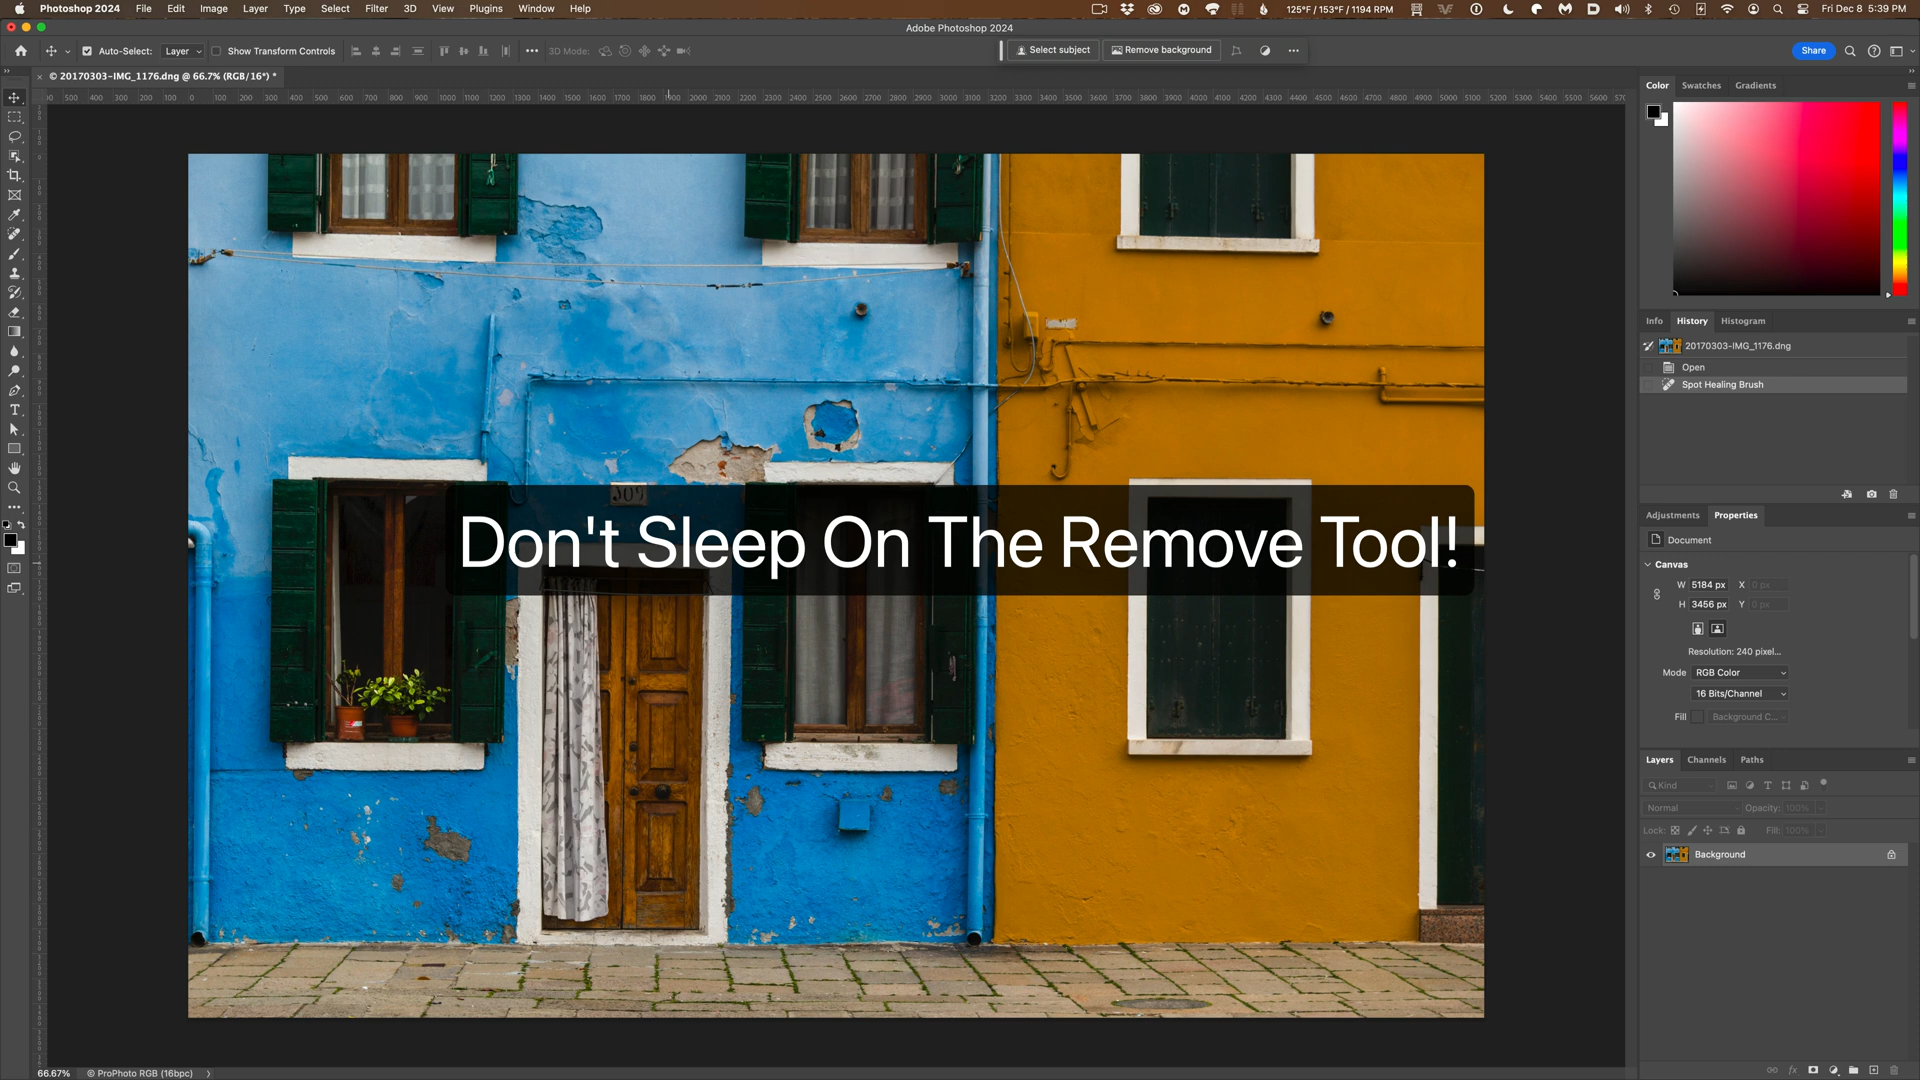 Photoshop 2024 File Edit Image Layer Type Select Filter 3D View Plugins Window Help 125°F / 153°F / 1194 RPM Fri Dec 8 5:39 PM
Adobe Photoshop 2024
Auto-Select: Layer Show Transform Controls 3D Mode: Select subject Remove background Share
© 20170303-IMG_1176.dng @ 66.7% (RGB/16*) *
Color Swatches Gradients
Info History Histogram
20170303-IMG_1176.dng
Open
Spot Healing Brush
309
Don't Sleep On The Remove Tool!
Adjustments Properties
Document
Canvas
W 5184 px X 0 px
H 3456 px Y 0 px
Resolution: 240 pixel...
Mode RGB Color
16 Bits/Channel
Fill Background C...
Layers Channels Paths
Kind
Normal Opacity: 100%
Lock: Fill: 100%
Background
fx
66.67% © ProPhoto RGB (16bpc)